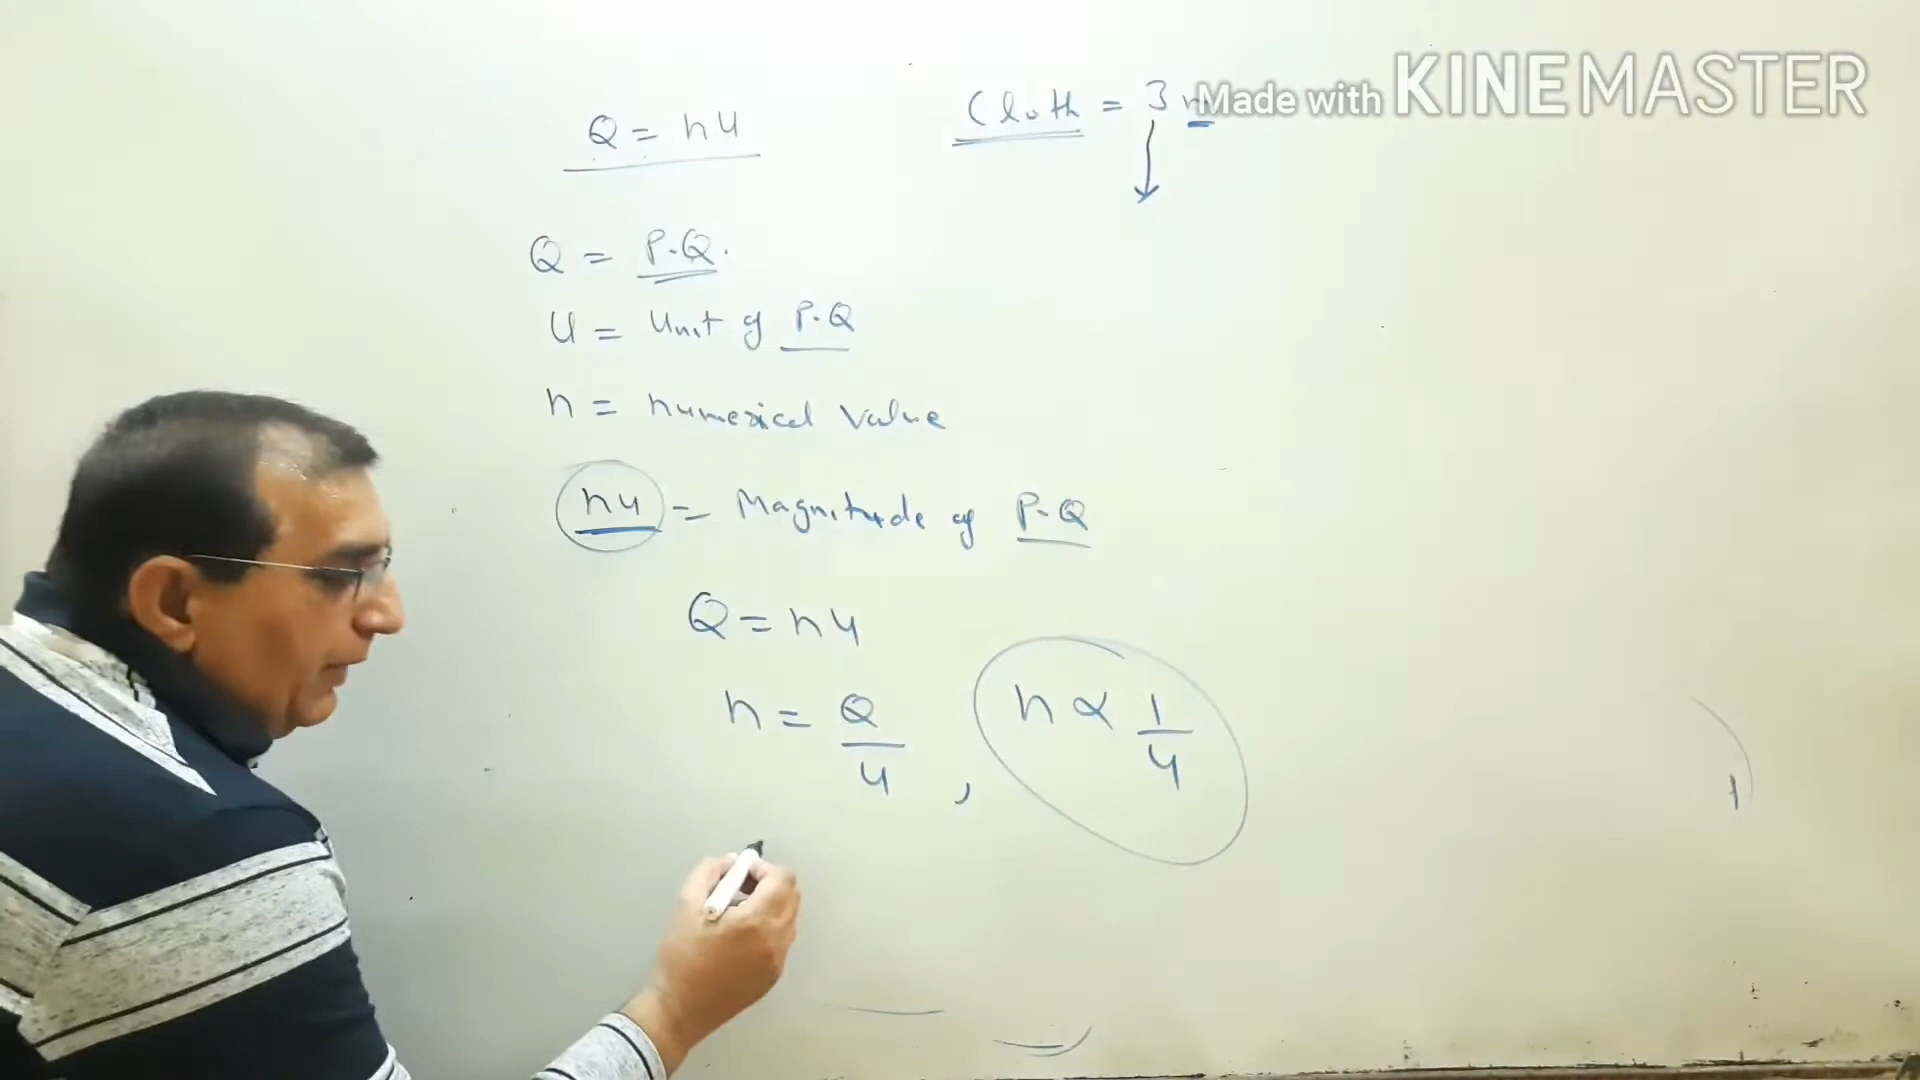 Q = nu
Cloth = 3 m
Made with KINEMASTER
Q = P.Q.
u = Unit of P.Q
n = numerical value
nu = Magnitude of P.Q
Q = nu
n = Q/u , n ∝ 1/u